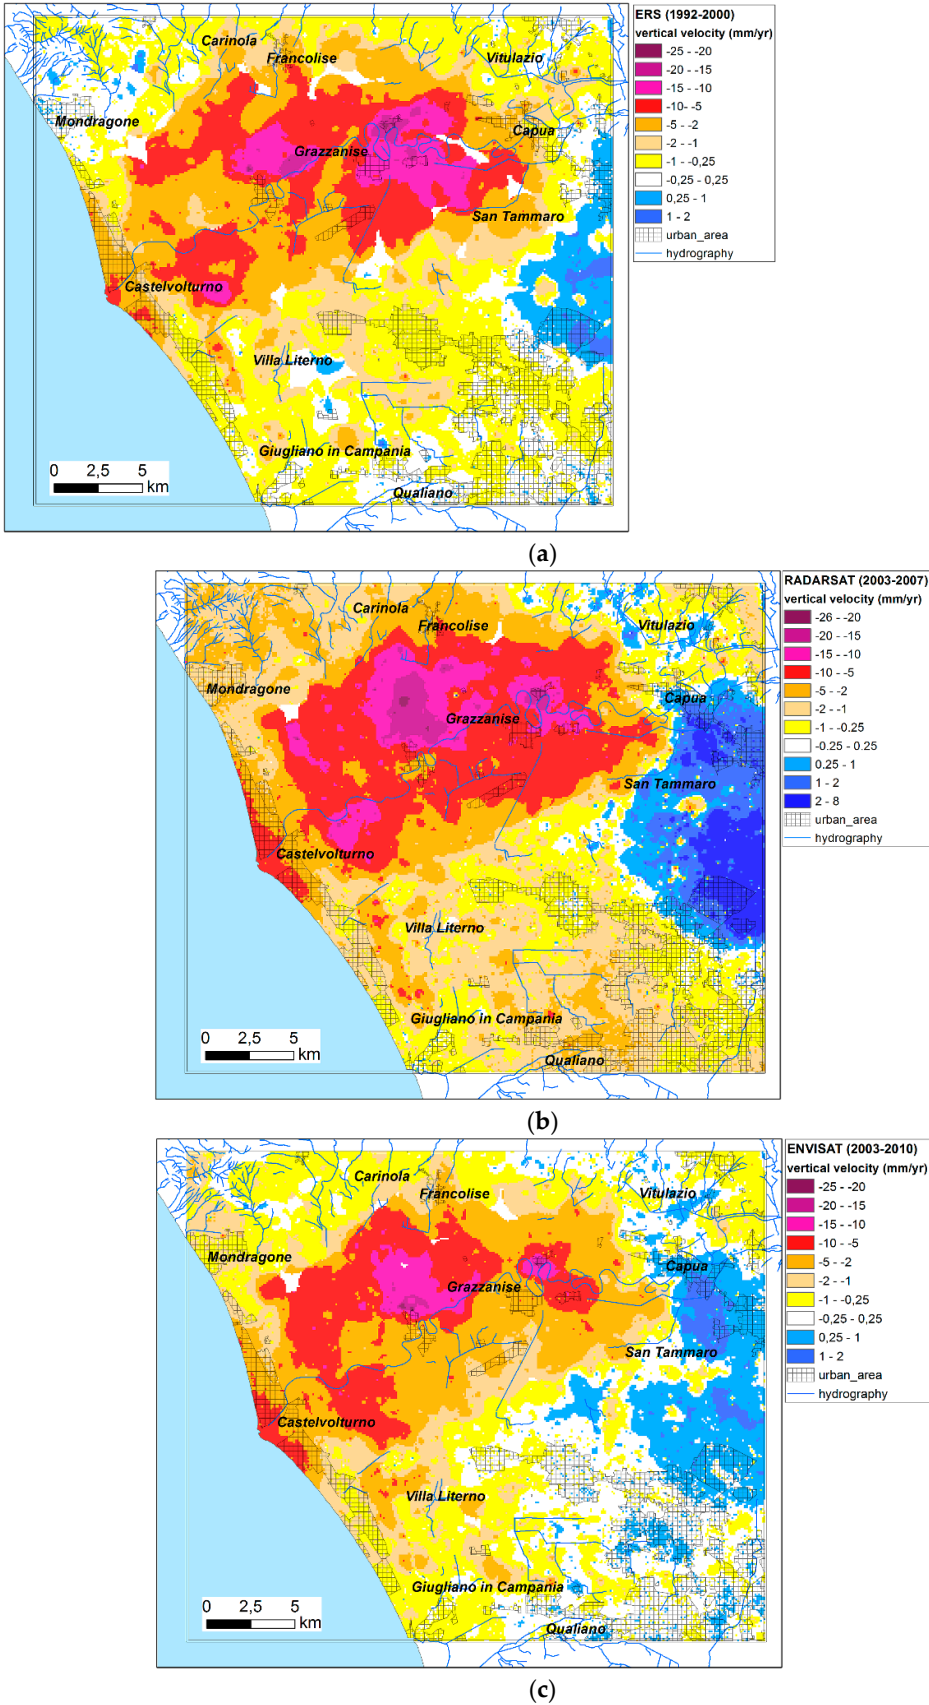 ERS (1992-2000)
vertical velocity (mm/yr)
-25 - -20
-20 - -15
-15 - -10
-10 - -5
-5 - -2
-2 - -1
-1 - -0,25
-0,25 - 0,25
0,25 - 1
1 - 2
urban_area
hydrography
Carinola
Francolise
Vitulazio
Mondragone
Capua
Grazzanise
San Tammaro
Castelvolturno
Villa Literno
Giugliano in Campania
Qualiano
0 2,5 5
km
(a)
RADARSAT (2003-2007)
vertical velocity (mm/yr)
-26 - -20
-20 - -15
-15 - -10
-10 - -5
-5 - -2
-2 - -1
-1 - -0.25
-0.25 - 0.25
0.25 - 1
1 - 2
2 - 8
urban_area
hydrography
Carinola
Francolise
Vitulazio
Mondragone
Capua
Grazzanise
San Tammaro
Castelvolturno
Villa Literno
Giugliano in Campania
Qualiano
0 2,5 5
km
(b)
ENVISAT (2003-2010)
vertical velocity (mm/yr)
-25 - -20
-20 - -15
-15 - -10
-10 - -5
-5 - -2
-2 - -1
-1 - -0,25
-0,25 - 0,25
0,25 - 1
1 - 2
urban_area
hydrography
Carinola
Francolise
Vitulazio
Mondragone
Capua
Grazzanise
San Tammaro
Castelvolturno
Villa Literno
Giugliano in Campania
Qualiano
0 2,5 5
km
(c)